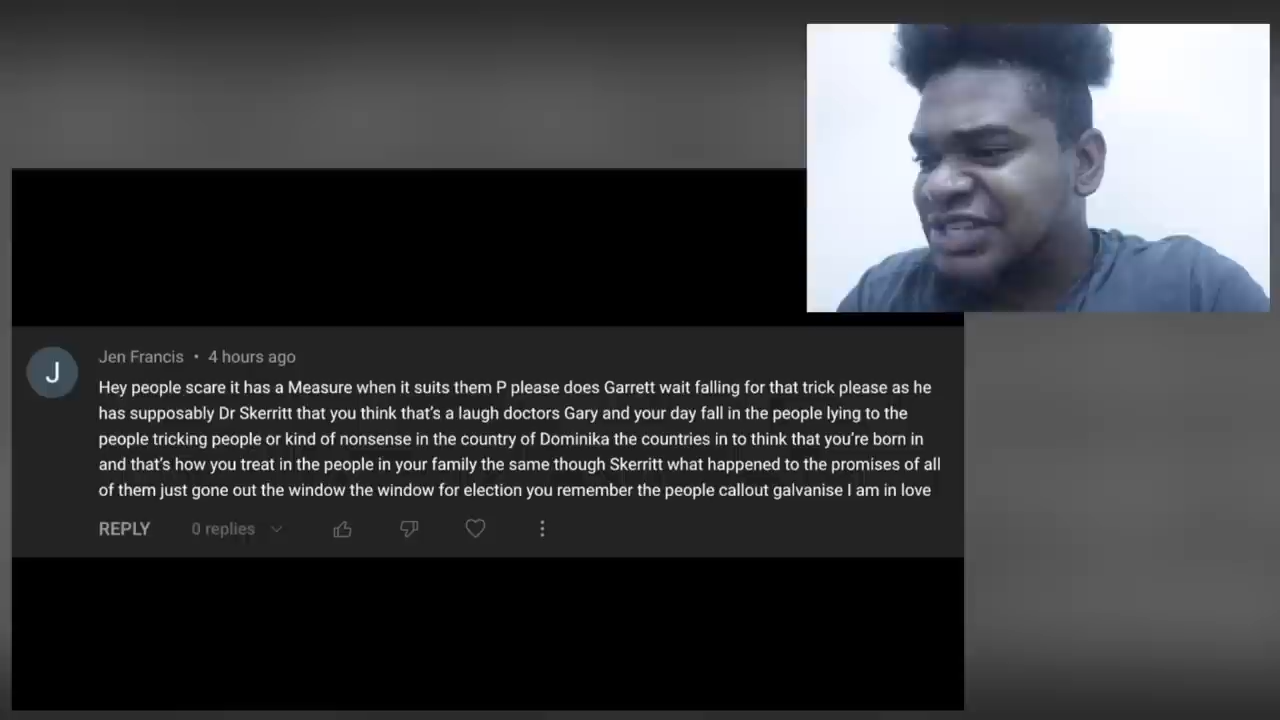 Jen Francis • 4 hours ago
J
Hey people scare it has a Measure when it suits them P please does Garrett wait falling for that trick please as he
has supposably Dr Skerritt that you think that's a laugh doctors Gary and your day fall in the people lying to the
people tricking people or kind of nonsense in the country of Dominika the countries in to think that you're born in
and that's how you treat in the people in your family the same though Skerritt what happened to the promises of all
of them just gone out the window the window for election you remember the people callout galvanise I am in love
REPLY 0 replies